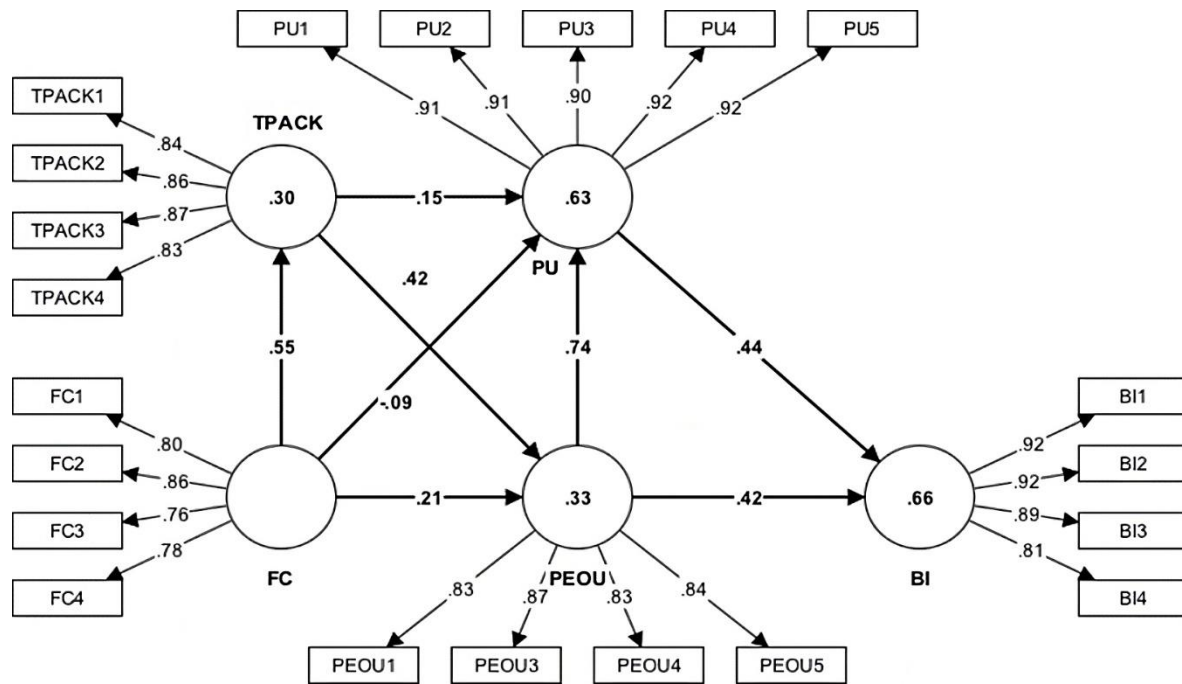 PU1 PU2 PU3 PU4 PU5
TPACK1
TPACK2
TPACK3
TPACK4
.84
.86
.87
.83
TPACK
.30
.91 .91 .90 .92 .92
.15
.63
PU
.42
.55
-.09
.74
.44
FC1
FC2
FC3
FC4
.80
.86
.76
.78
FC
.21
.33
PEOU
.42
.66
BI
.92
.92
.89
.81
BI1
BI2
BI3
BI4
.83 .87 .83 .84
PEOU1 PEOU3 PEOU4 PEOU5